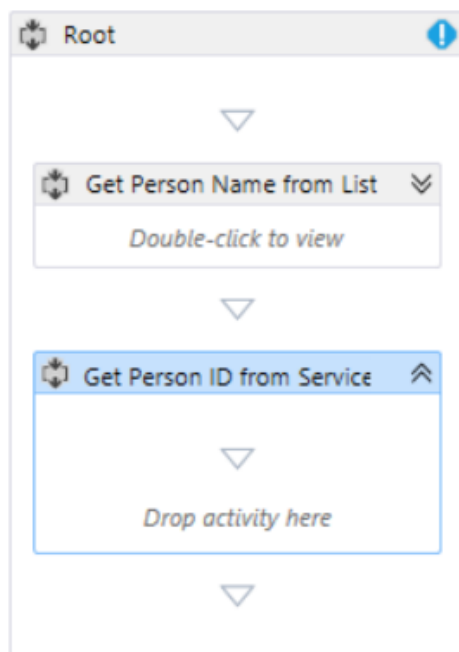 Root
Get Person Name from List
Double-click to view
Get Person ID from Service
Drop activity here